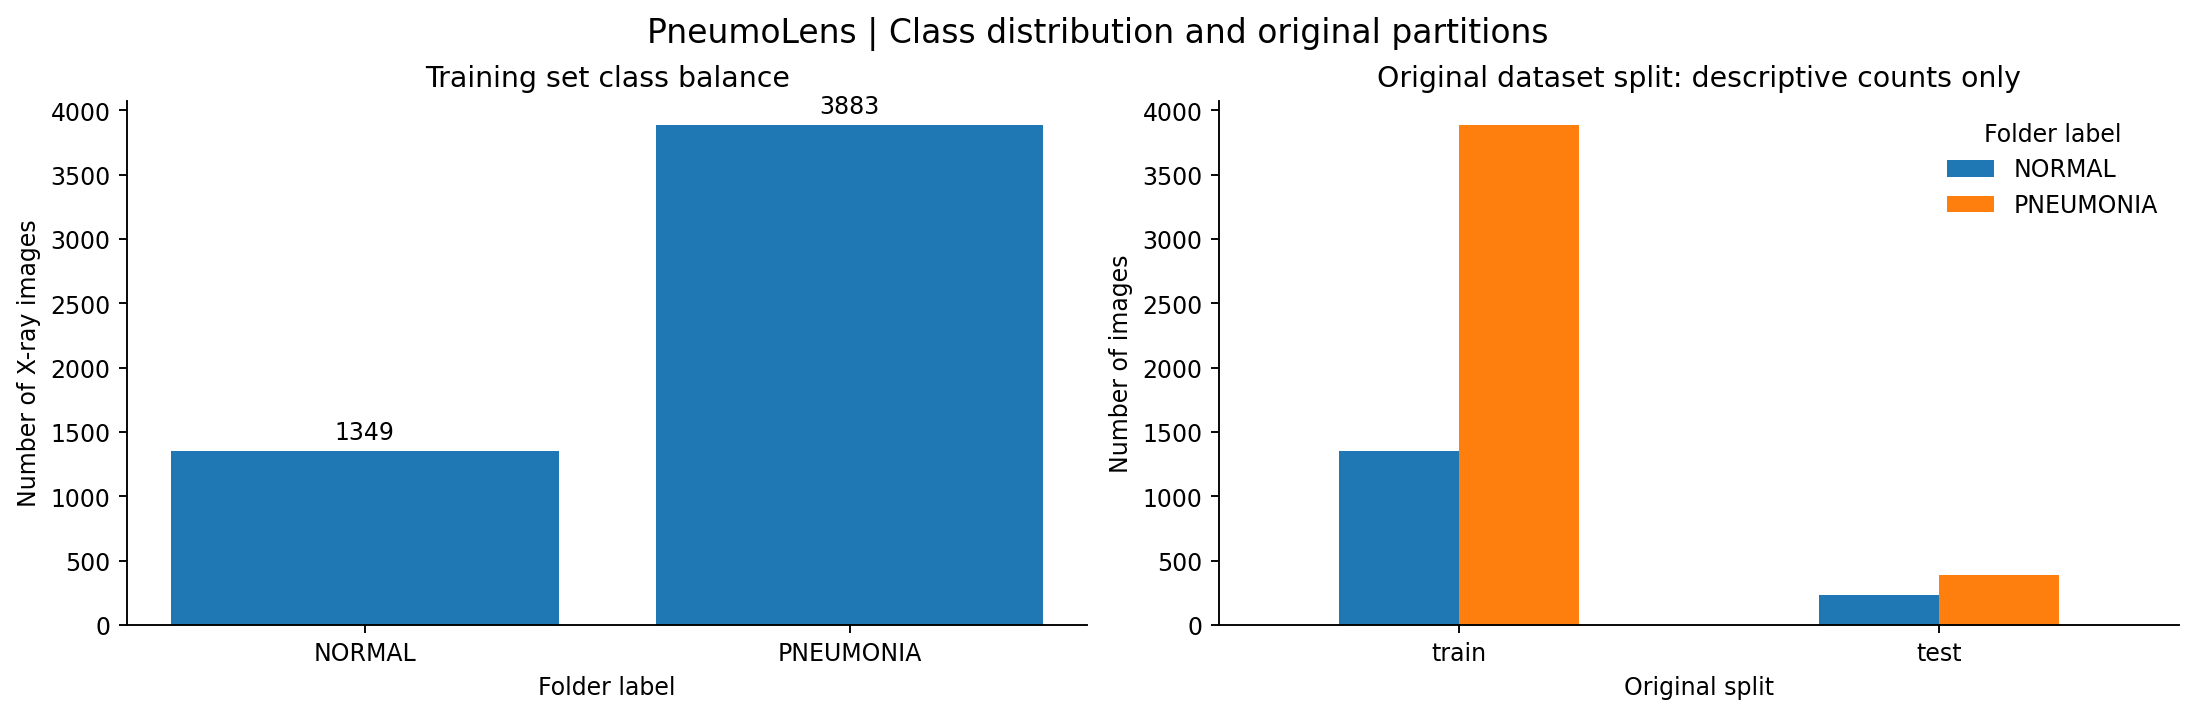 PneumoLens | Class distribution and original partitions
Training set class balance
4000
3500
3000
2500
2000
1500
1000
500
0
Number of X-ray images
1349
3883
NORMAL
PNEUMONIA
Folder label
Original dataset split: descriptive counts only
4000
3500
3000
2500
2000
1500
1000
500
0
Number of images
Folder label
NORMAL
PNEUMONIA
train
test
Original split